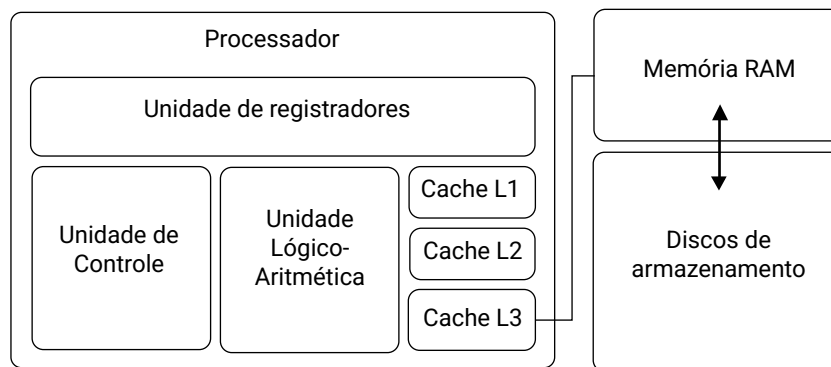 Processador
Unidade de registradores
Unidade de
Controle
Unidade
Lógico-
Aritmética
Cache L1
Cache L2
Cache L3
Memória RAM
Discos de
armazenamento